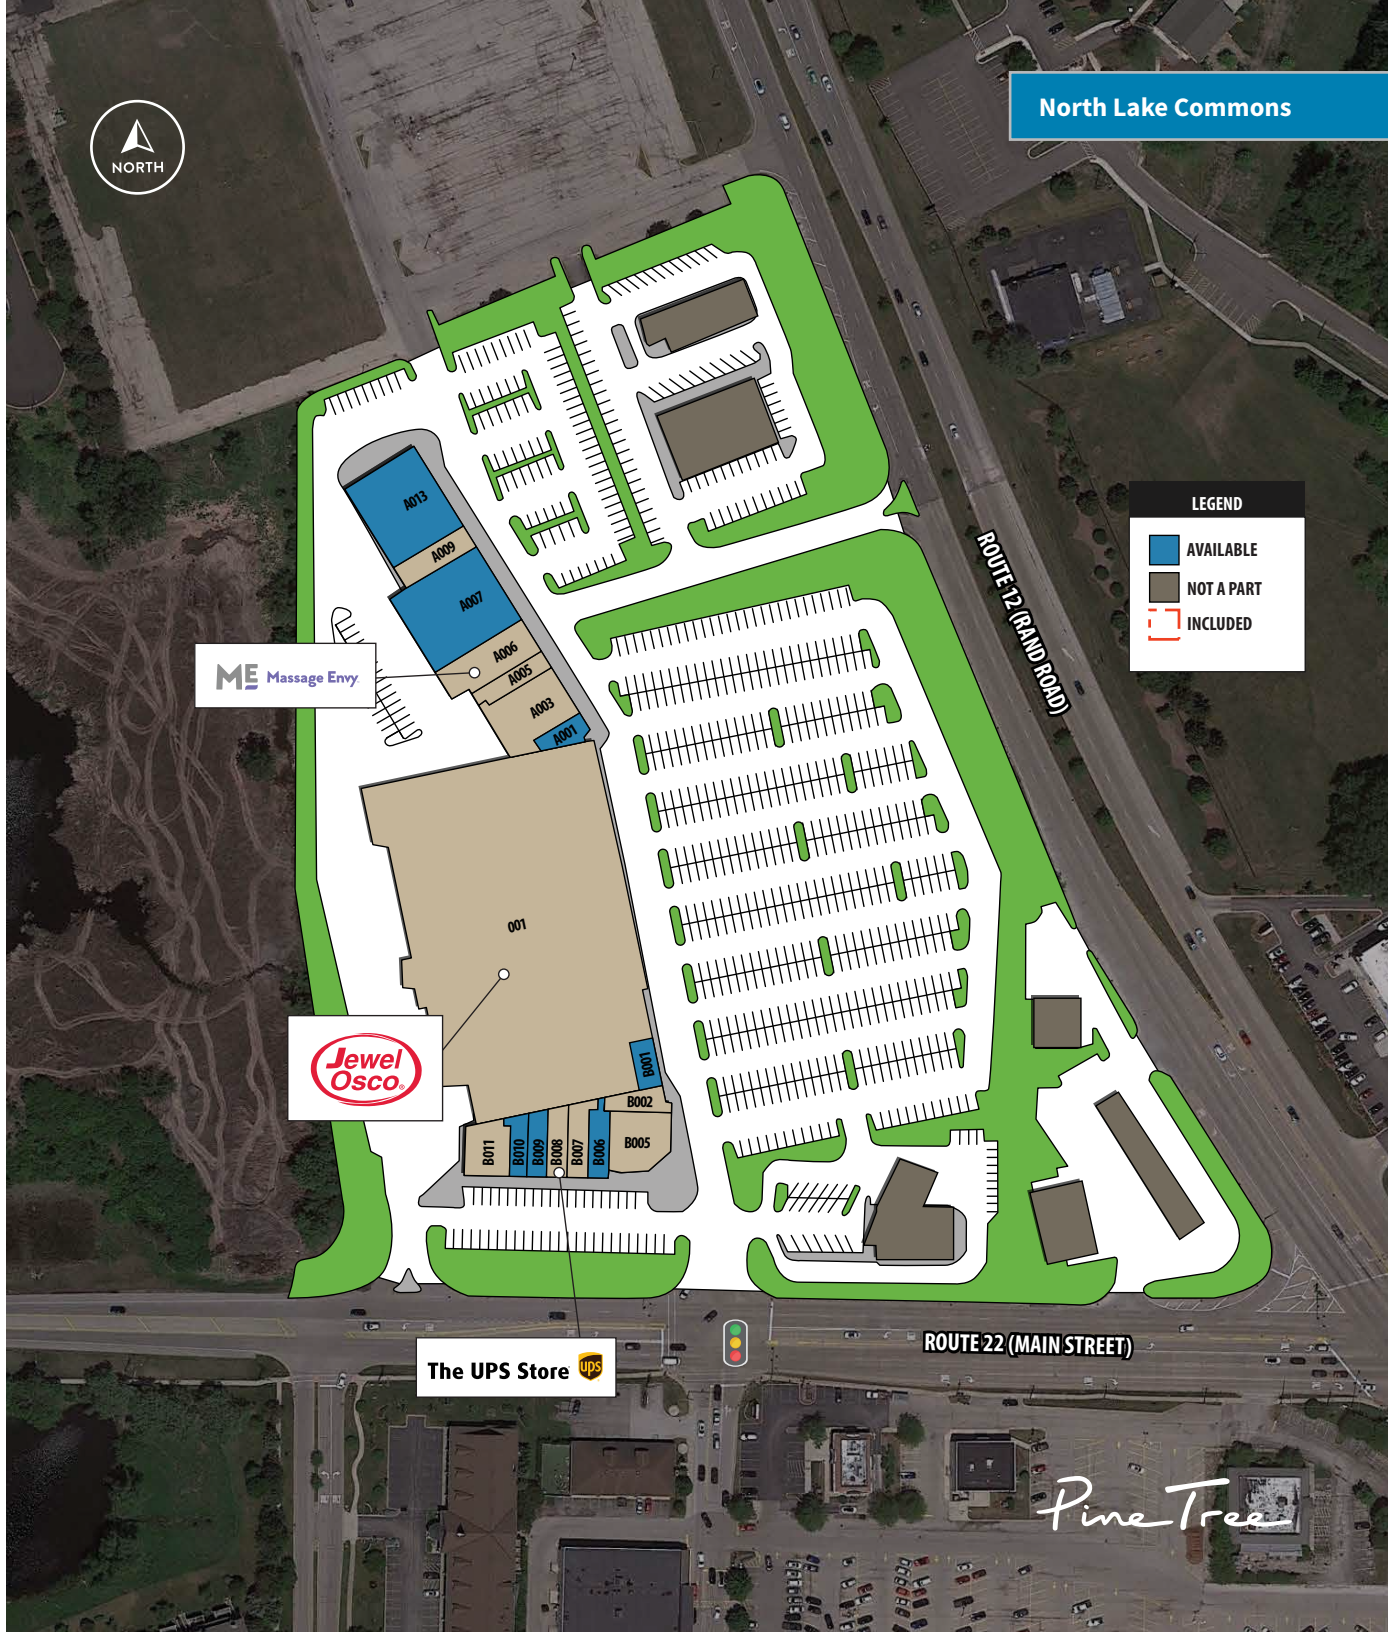 North Lake Commons
NORTH
LEGEND
AVAILABLE
NOT A PART
INCLUDED
ROUTE 12 (RAND ROAD)
A013
A009
A007
A006
A005
A003
A001
ME Massage Envy
001
Jewel
Osco
B001
B002
B005
B011
B010
B009
B008
B007
B006
ROUTE 22 (MAIN STREET)
The UPS Store ups
Pine Tree